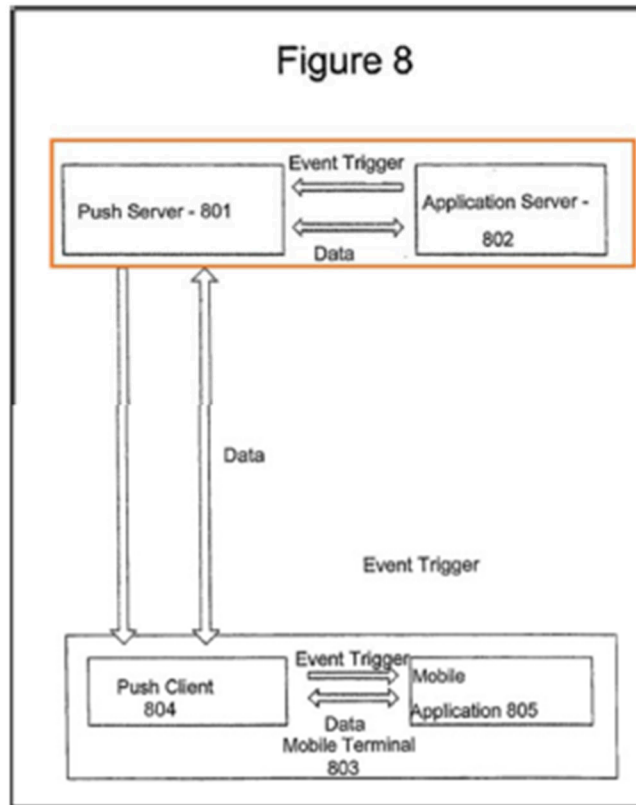 Figure 8
Event Trigger
Push Server - 801
Application Server -
802
Data
Data
Event Trigger
Event Trigger
Push Client
804
Mobile
Application 805
Data
Mobile Terminal
803